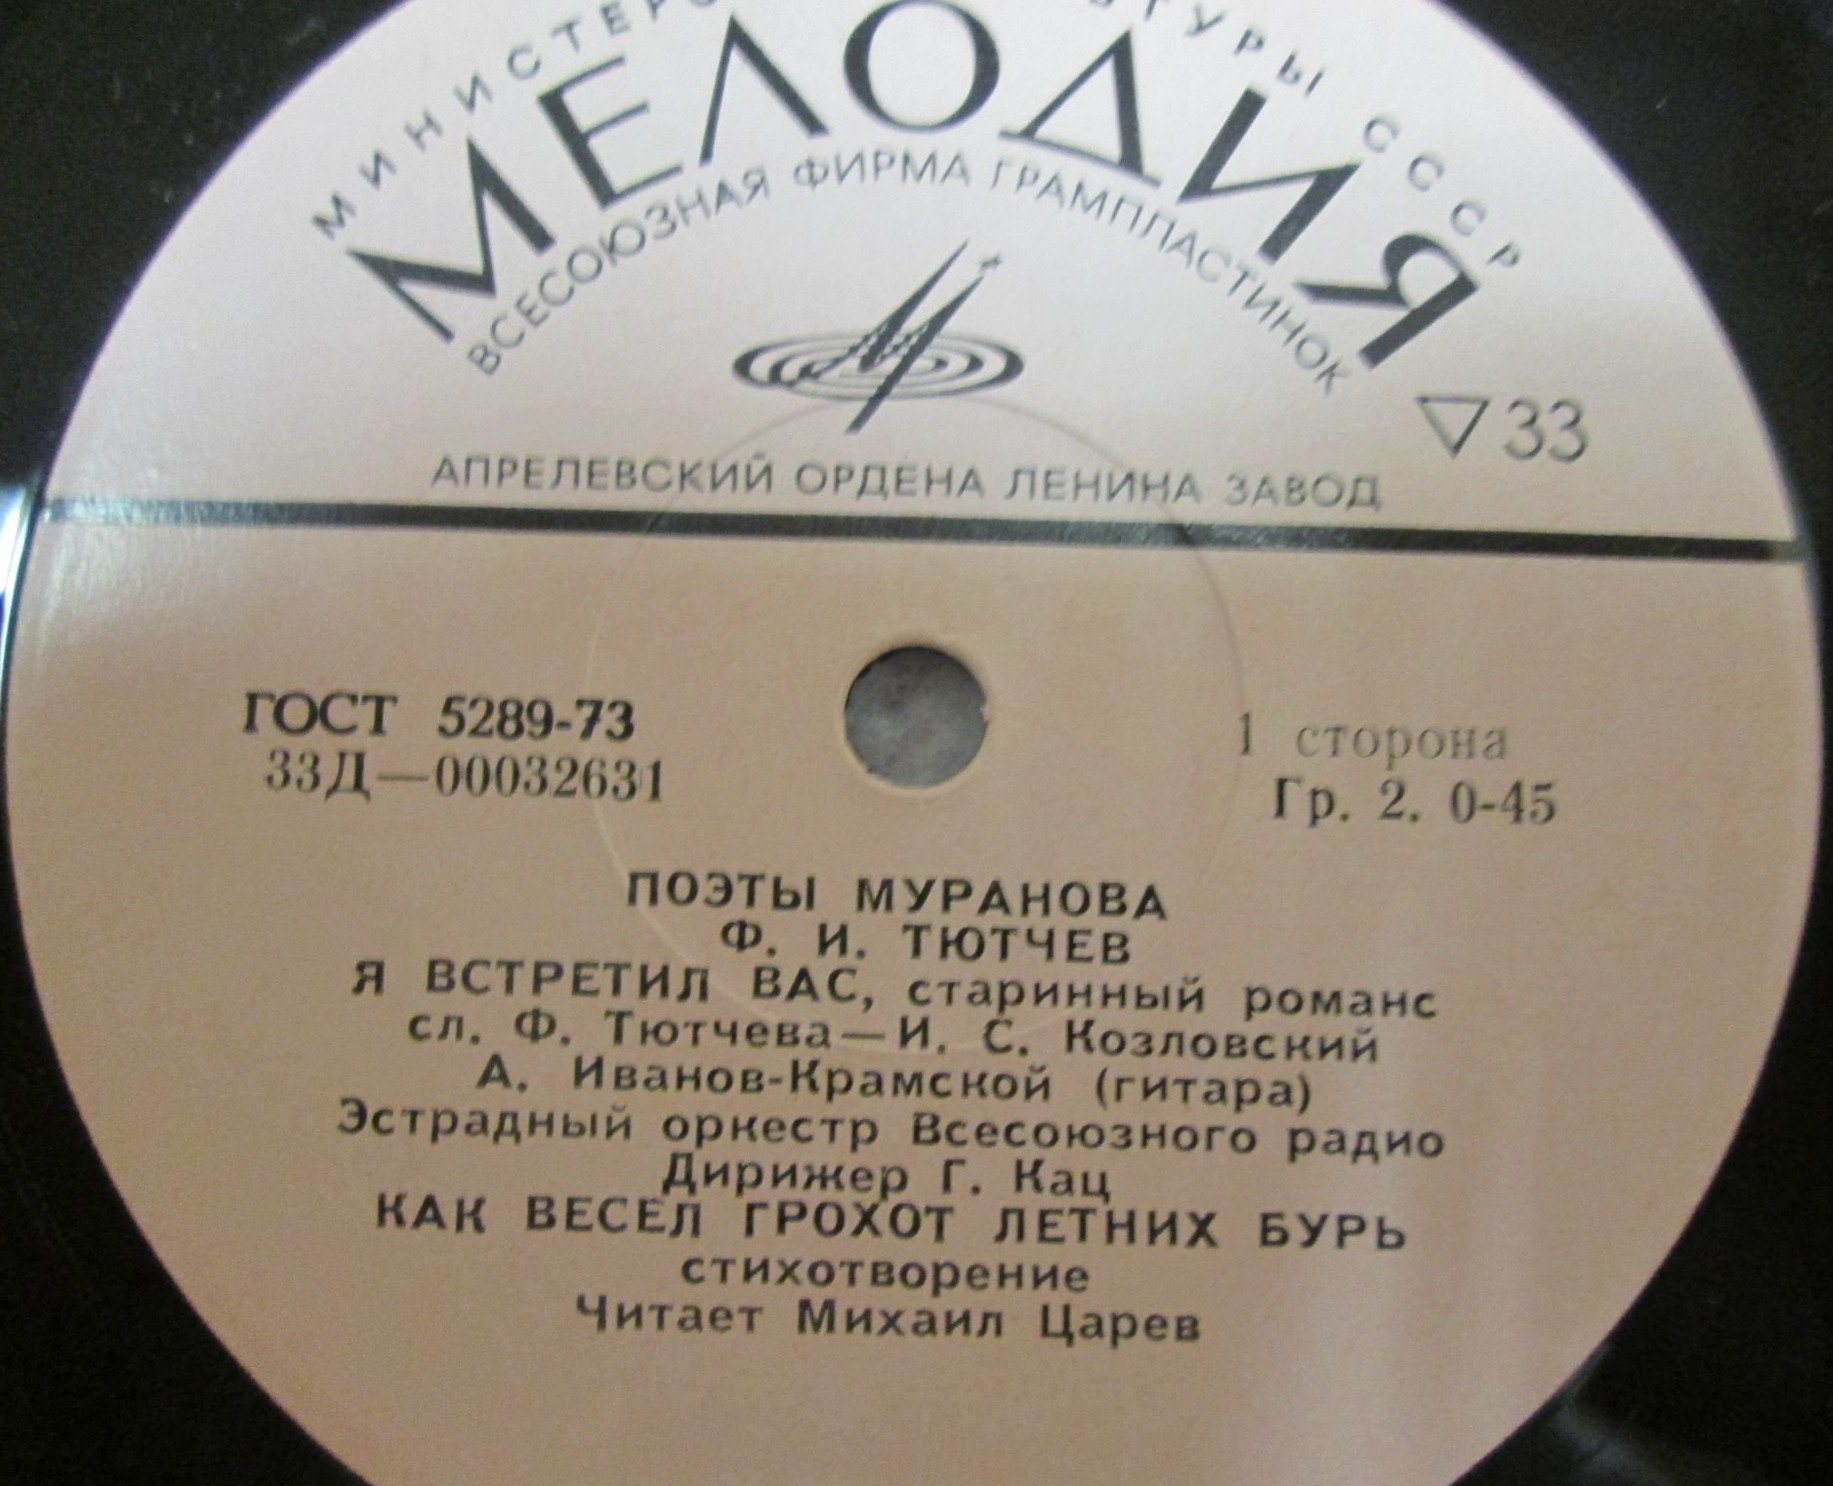 МЕЛОДИЯ
ВСЕСОЮЗНАЯ ФИРМА ГРАМПЛАСТИНОК
СССР
▽33
АПРЕЛЕВСКИЙ ОРДЕНА ЛЕНИНА ЗАВОД
ГОСТ 5289-73
33Д—00032631
1 сторона
Гр. 2. 0-45
ПОЭТЫ МУРАНОВА
Ф. И. ТЮТЧЕВ
Я ВСТРЕТИЛ ВАС, старинный романс
сл. Ф. Тютчева—И. С. Козловский
А. Иванов-Крамской (гитара)
Эстрадный оркестр Всесоюзного радио
Дирижер Г. Кац
КАК ВЕСЕЛ ГРОХОТ ЛЕТНИХ БУРЬ
стихотворение
Читает Михаил Царев